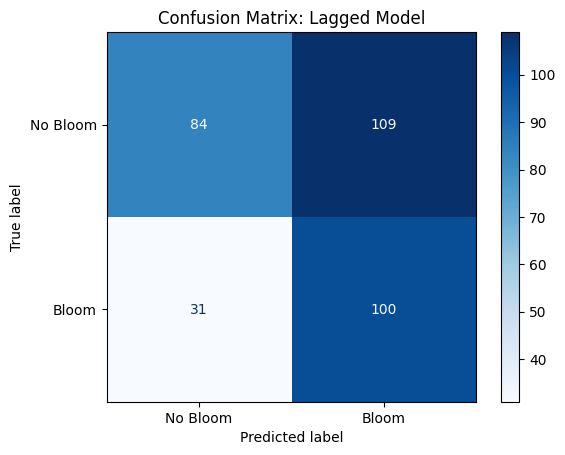 Confusion Matrix: Lagged Model
True label
No Bloom
84
109
Bloom
31
100
No Bloom
Bloom
Predicted label
100
90
80
70
60
50
40